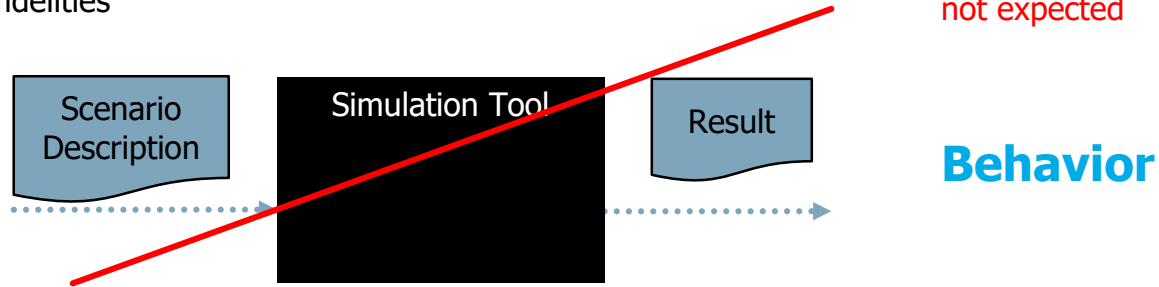 not expected
Scenario
Description
Simulation Tool
Result
Behavior